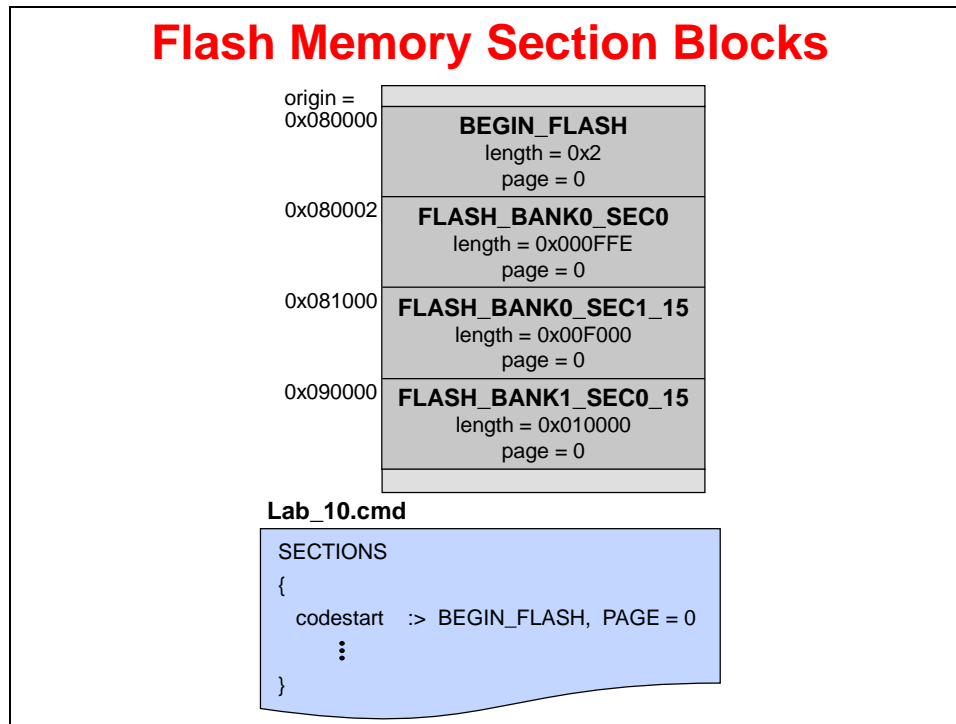 Flash Memory Section Blocks
origin =
0x080000
BEGIN_FLASH
length = 0x2
page = 0
0x080002
FLASH_BANK0_SEC0
length = 0x000FFE
page = 0
0x081000
FLASH_BANK0_SEC1_15
length = 0x00F000
page = 0
0x090000
FLASH_BANK1_SEC0_15
length = 0x010000
page = 0
Lab_10.cmd
SECTIONS
{
codestart :> BEGIN_FLASH, PAGE = 0
⋮
}